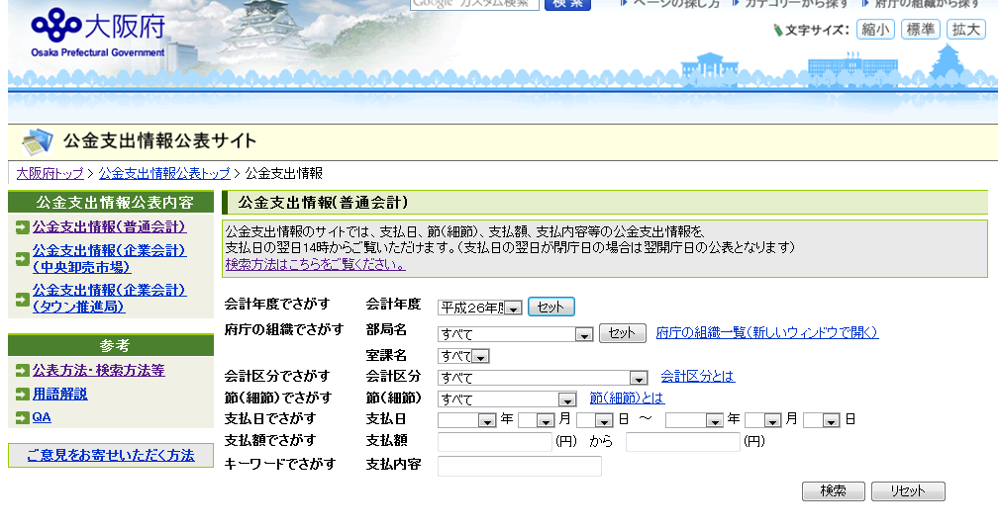 Google カスタム検索 検索 ページの探し方 カテゴリーから探す 府庁の組織から探す
大阪府
Osaka Prefectural Government
文字サイズ： 縮小 標準 拡大
公金支出情報公表サイト
大阪府トップ > 公金支出情報公表トップ > 公金支出情報
公金支出情報公表内容
公金支出情報(普通会計)
公金支出情報(企業会計)
(中央卸売市場)
公金支出情報(企業会計)
(タウン推進局)
参考
公表方法・検索方法等
用語解説
QA
ご意見をお寄せいただく方法
公金支出情報(普通会計)
公金支出情報のサイトでは、支払日、節(細節)、支払額、支払内容等の公金支出情報を、
支払日の翌日14時からご覧いただけます。(支払日の翌日が閉庁日の場合は翌開庁日の公表となります)
検索方法はこちらをご覧ください。
会計年度でさがす 会計年度 平成26年度 セット
府庁の組織でさがす 部局名 すべて セット 府庁の組織一覧(新しいウィンドウで開く)
室課名 すべて
会計区分でさがす 会計区分 すべて 会計区分とは
節(細節)でさがす 節(細節) すべて 節(細節)とは
支払日でさがす 支払日 年 月 日 ～ 年 月 日
支払額でさがす 支払額 (円) から (円)
キーワードでさがす 支払内容
検索 リセット